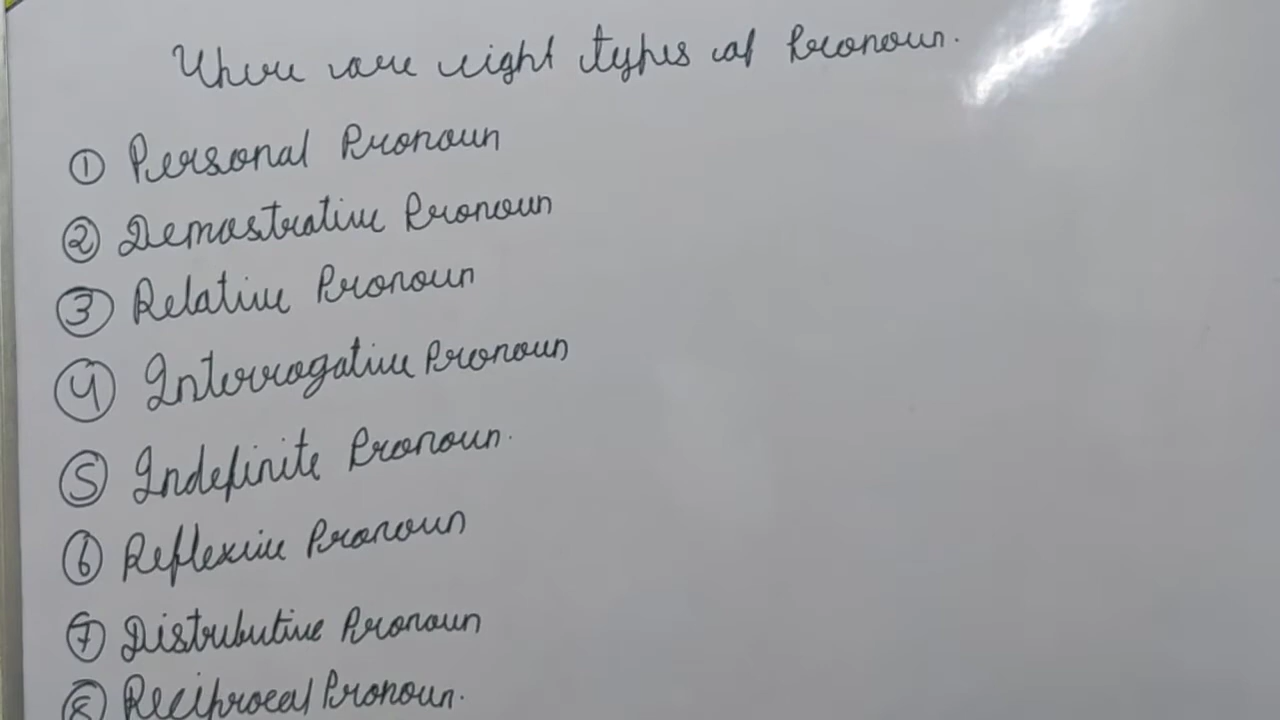 There are eight types of Pronoun.
① Personal Pronoun
② Demostrative Pronoun
③ Relative Pronoun
④ Interrogative Pronoun
⑤ Indefinite Pronoun.
⑥ Reflexive Pronoun
⑦ Distributive Pronoun
⑧ Reciprocal Pronoun.